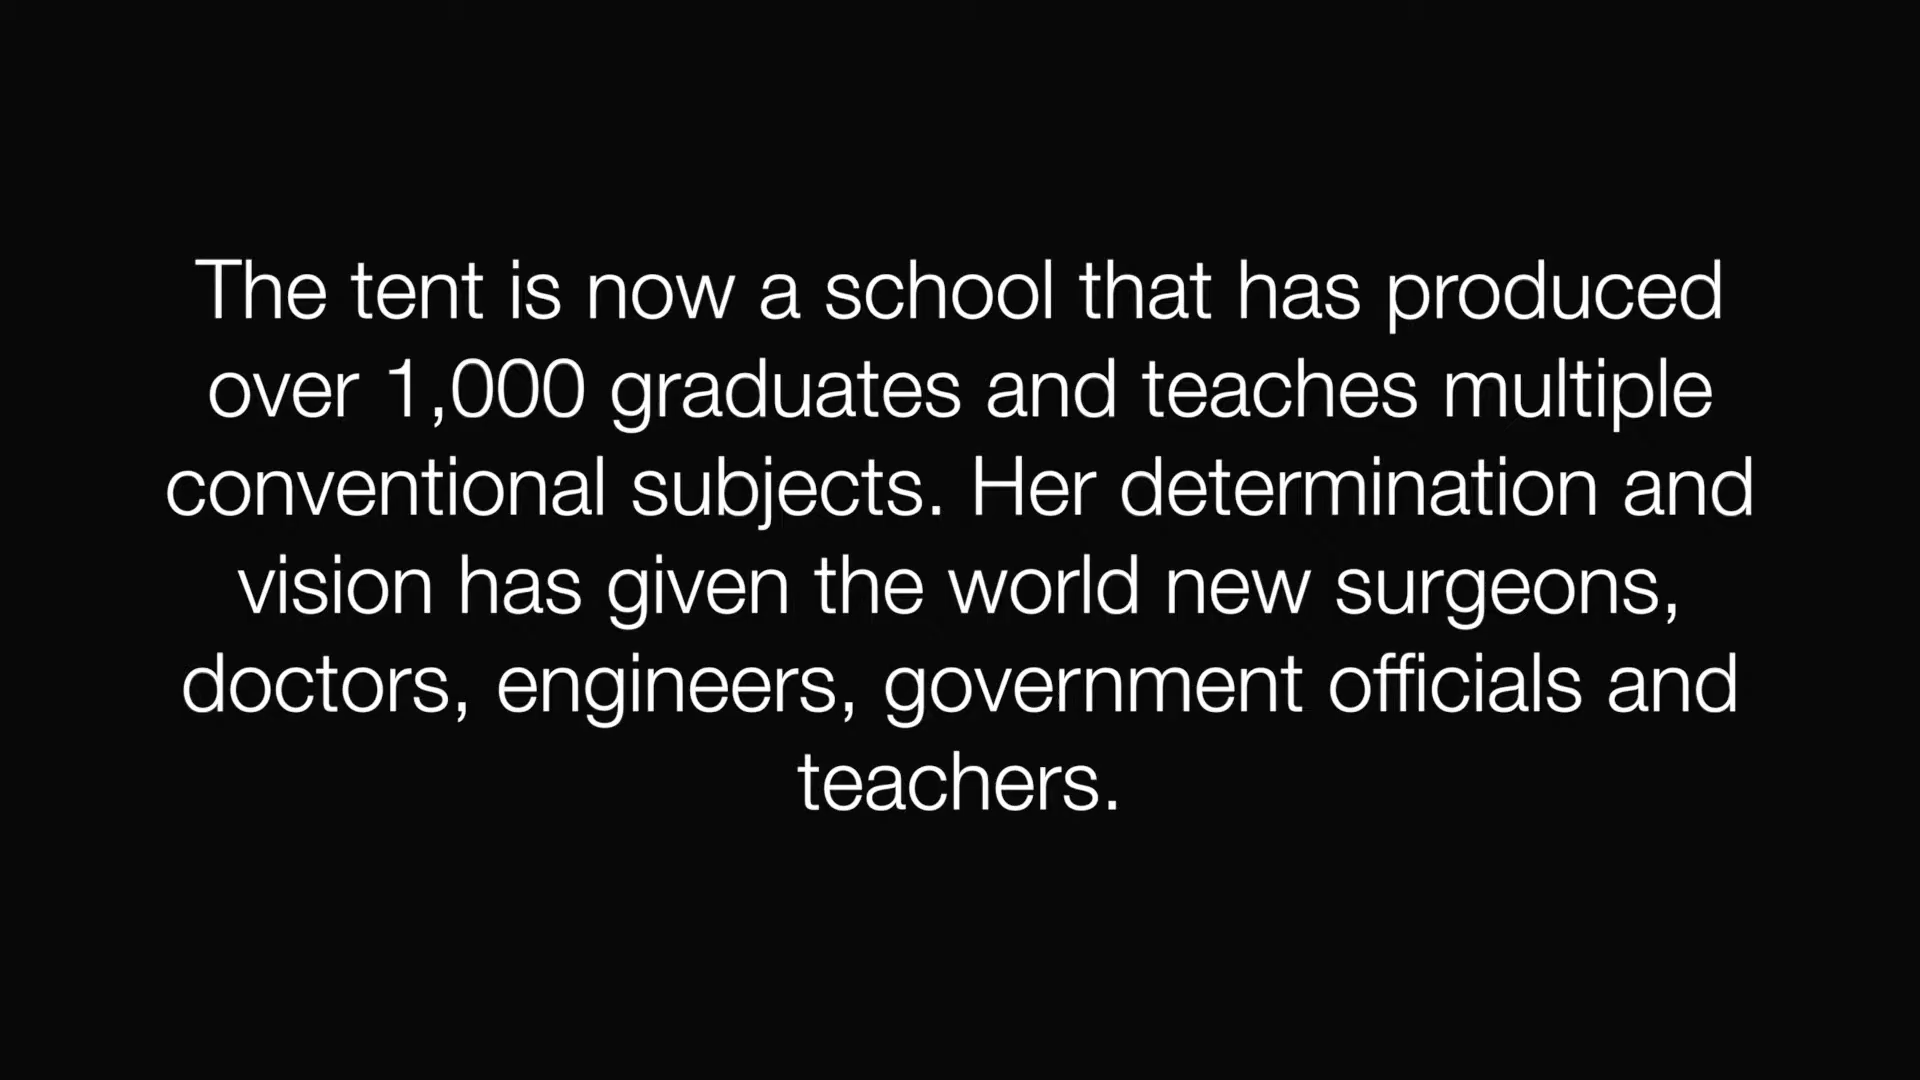 The tent is now a school that has produced
over 1,000 graduates and teaches multiple
conventional subjects. Her determination and
vision has given the world new surgeons,
doctors, engineers, government officials and
teachers.